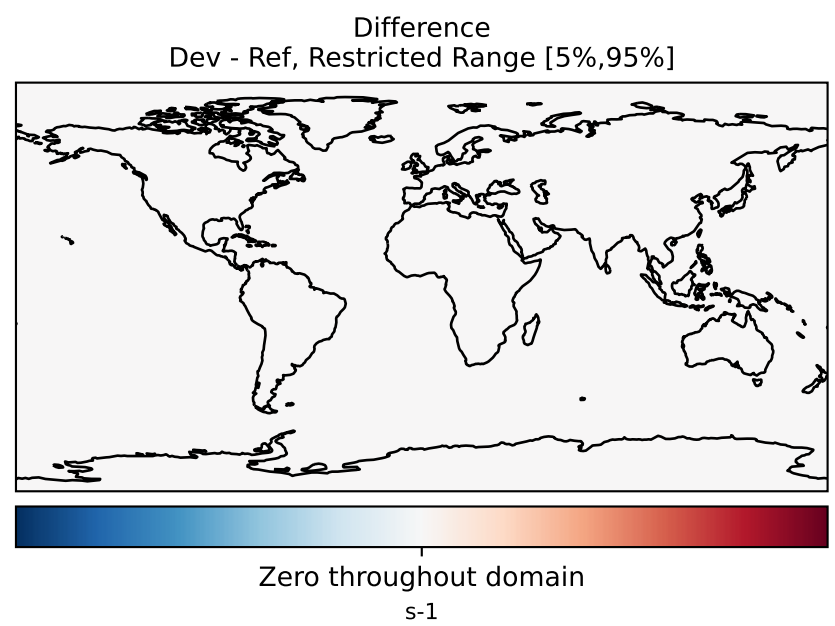 Difference
Dev - Ref, Restricted Range [5%,95%]
Zero throughout domain
s-1